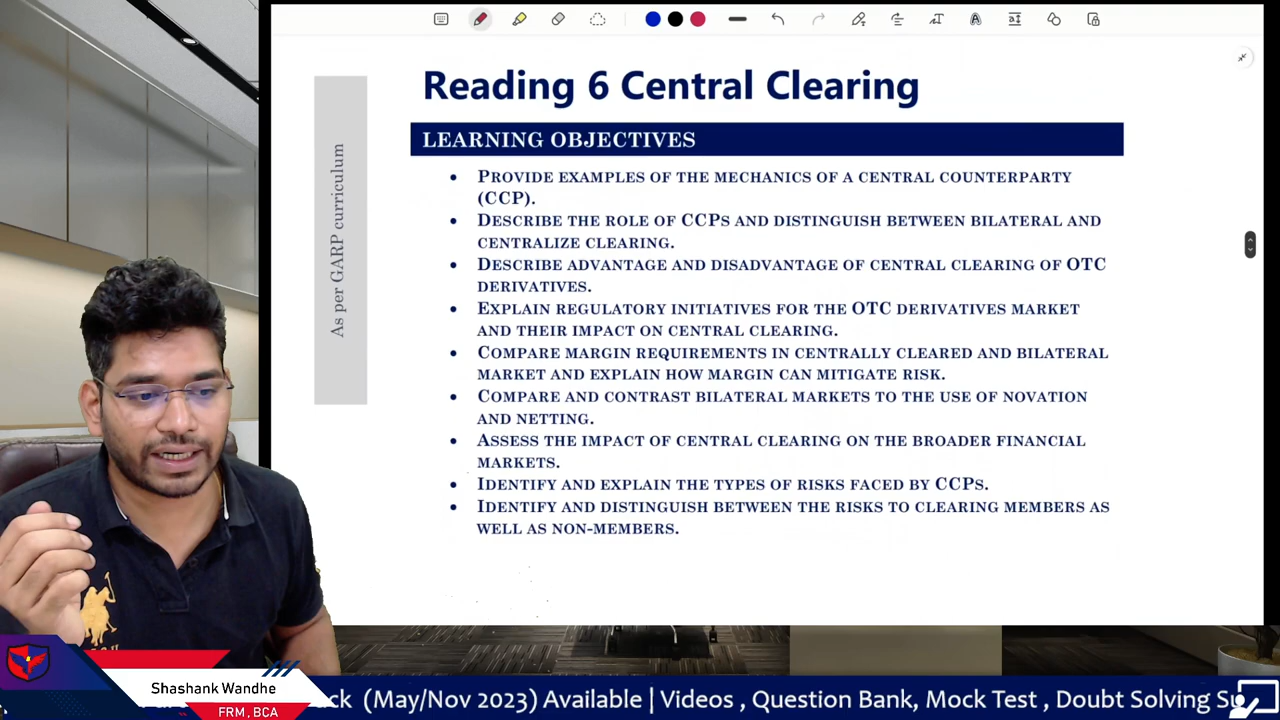 Reading 6 Central Clearing
LEARNING OBJECTIVES
As per GARP curriculum
• PROVIDE EXAMPLES OF THE MECHANICS OF A CENTRAL COUNTERPARTY
(CCP).
• DESCRIBE THE ROLE OF CCPS AND DISTINGUISH BETWEEN BILATERAL AND
CENTRALIZE CLEARING.
• DESCRIBE ADVANTAGE AND DISADVANTAGE OF CENTRAL CLEARING OF OTC
DERIVATIVES.
• EXPLAIN REGULATORY INITIATIVES FOR THE OTC DERIVATIVES MARKET
AND THEIR IMPACT ON CENTRAL CLEARING.
• COMPARE MARGIN REQUIREMENTS IN CENTRALLY CLEARED AND BILATERAL
MARKET AND EXPLAIN HOW MARGIN CAN MITIGATE RISK.
• COMPARE AND CONTRAST BILATERAL MARKETS TO THE USE OF NOVATION
AND NETTING.
• ASSESS THE IMPACT OF CENTRAL CLEARING ON THE BROADER FINANCIAL
MARKETS.
• IDENTIFY AND EXPLAIN THE TYPES OF RISKS FACED BY CCPS.
• IDENTIFY AND DISTINGUISH BETWEEN THE RISKS TO CLEARING MEMBERS AS
WELL AS NON-MEMBERS.
Shashank Wandhe
FRM, BCA
(May/Nov 2023) Available | Videos , Question Bank, Mock Test , Doubt Solving